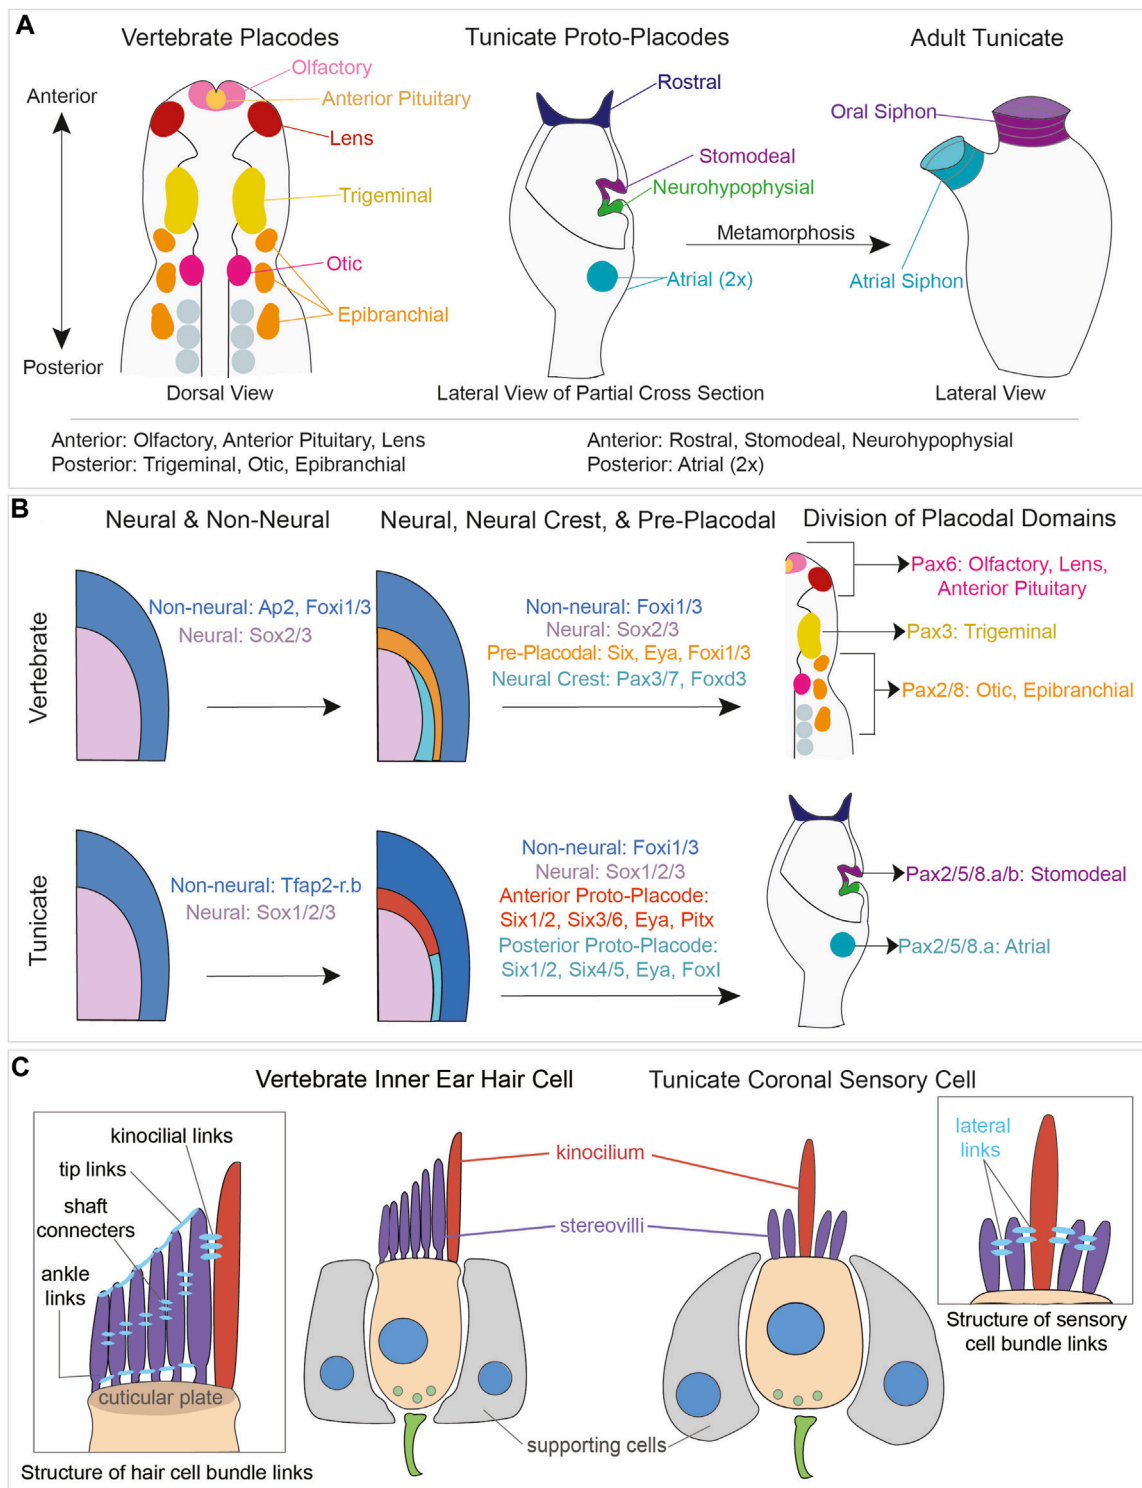 A
Vertebrate Placodes
Tunicate Proto-Placodes
Adult Tunicate
Olfactory
Anterior
Anterior Pituitary
Lens
Trigeminal
Otic
Epibranchial
Posterior
Dorsal View
Rostral
Stomodeal
Neurohypophysial
Metamorphosis
Atrial (2x)
Lateral View of Partial Cross Section
Oral Siphon
Atrial Siphon
Lateral View
Anterior: Olfactory, Anterior Pituitary, Lens
Posterior: Trigeminal, Otic, Epibranchial
Anterior: Rostral, Stomodeal, Neurohypophysial
Posterior: Atrial (2x)
B
Neural & Non-Neural
Neural, Neural Crest, & Pre-Placodal
Division of Placodal Domains
Vertebrate
Non-neural: Ap2, Foxi1/3
Neural: Sox2/3
Non-neural: Foxi1/3
Neural: Sox2/3
Pre-Placodal: Six, Eya, Foxi1/3
Neural Crest: Pax3/7, Foxd3
Pax6: Olfactory, Lens,
Anterior Pituitary
Pax3: Trigeminal
Pax2/8: Otic, Epibranchial
Tunicate
Non-neural: Tfap2-r.b
Neural: Sox1/2/3
Non-neural: Foxi1/3
Neural: Sox1/2/3
Anterior Proto-Placode:
Six1/2, Six3/6, Eya, Pitx
Posterior Proto-Placode:
Six1/2, Six4/5, Eya, FoxI
Pax2/5/8.a/b: Stomodeal
Pax2/5/8.a: Atrial
C
Vertebrate Inner Ear Hair Cell
Tunicate Coronal Sensory Cell
kinocilial links
tip links
shaft
connecters
ankle
links
cuticular plate
Structure of hair cell bundle links
kinocilium
stereovilli
supporting cells
lateral
links
Structure of sensory
cell bundle links